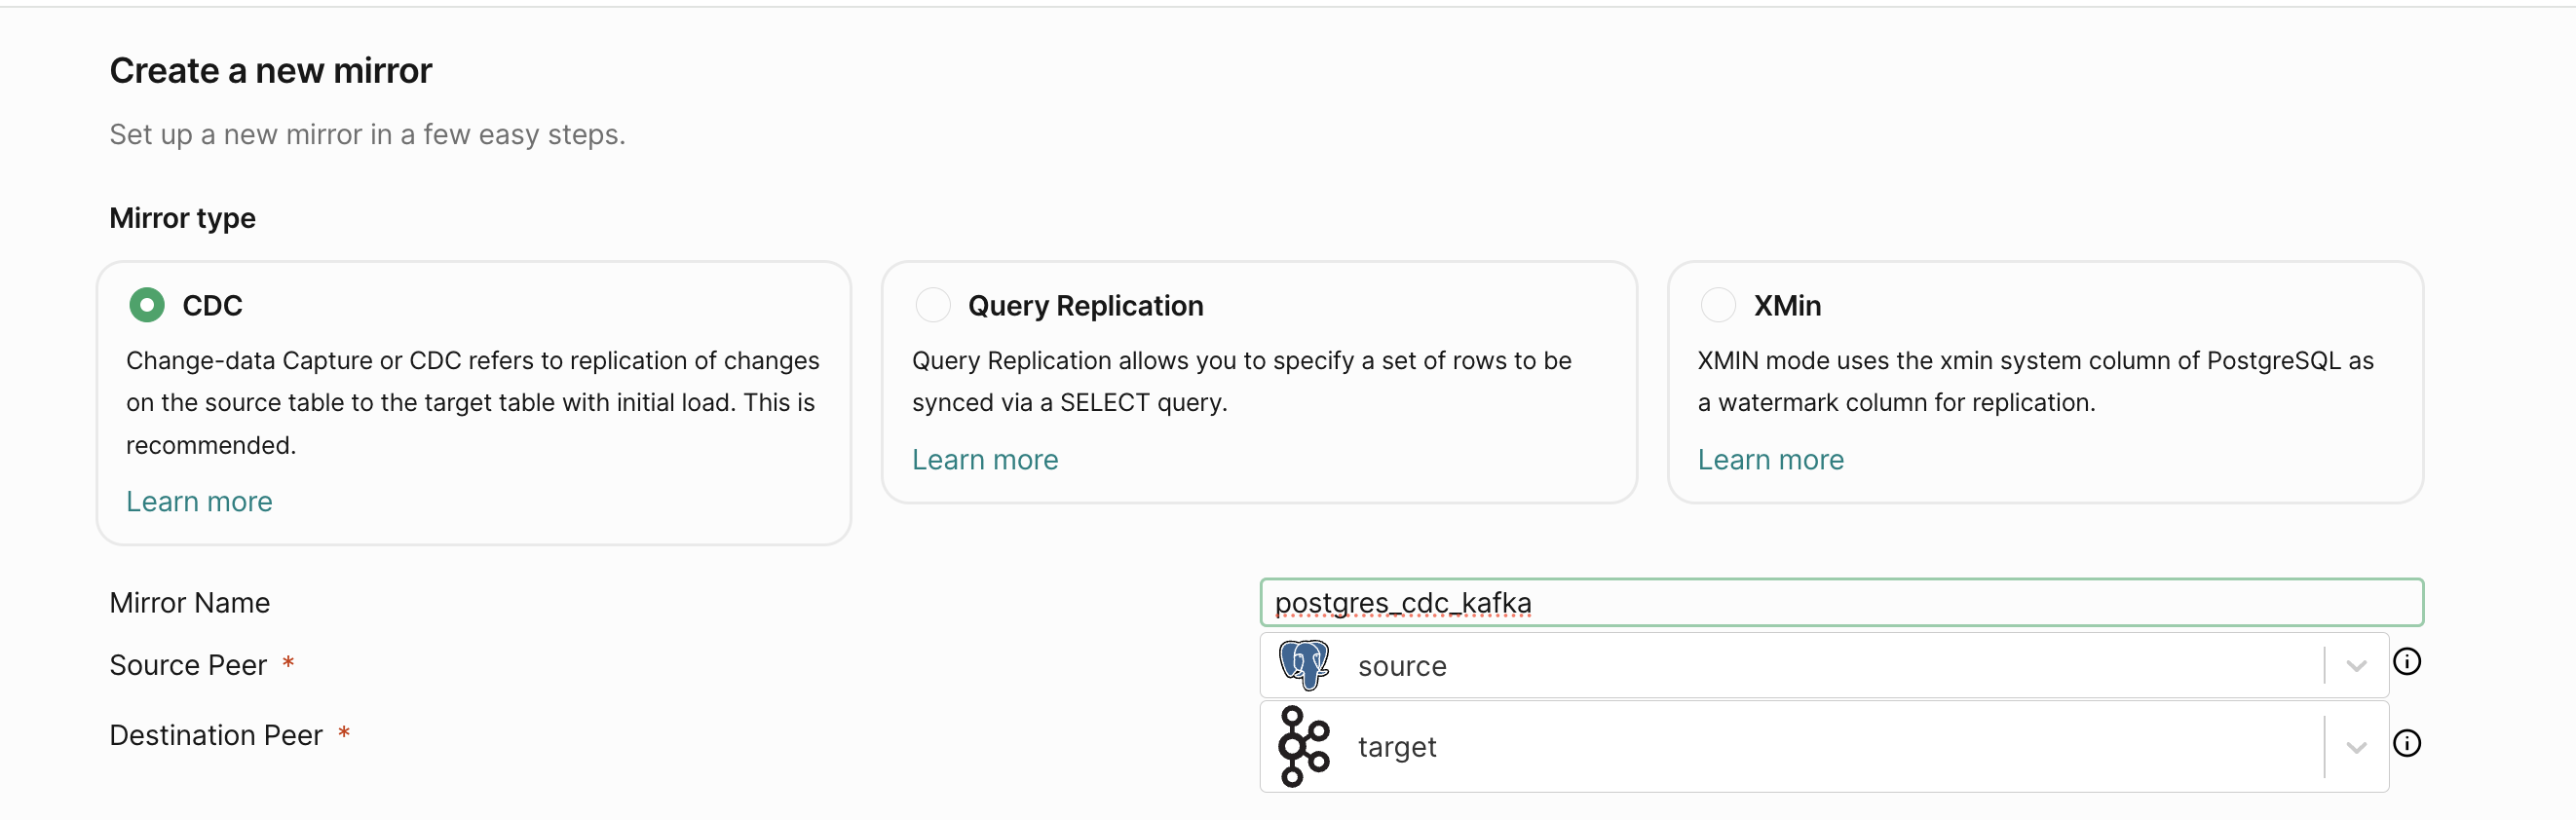 Create a new mirror
Set up a new mirror in a few easy steps.
Mirror type
CDC
Change-data Capture or CDC refers to replication of changes
on the source table to the target table with initial load. This is
recommended.
Learn more
Query Replication
Query Replication allows you to specify a set of rows to be
synced via a SELECT query.
Learn more
XMin
XMIN mode uses the xmin system column of PostgreSQL as
a watermark column for replication.
Learn more
Mirror Name
postgres_cdc_kafka
Source Peer *
source
Destination Peer *
target